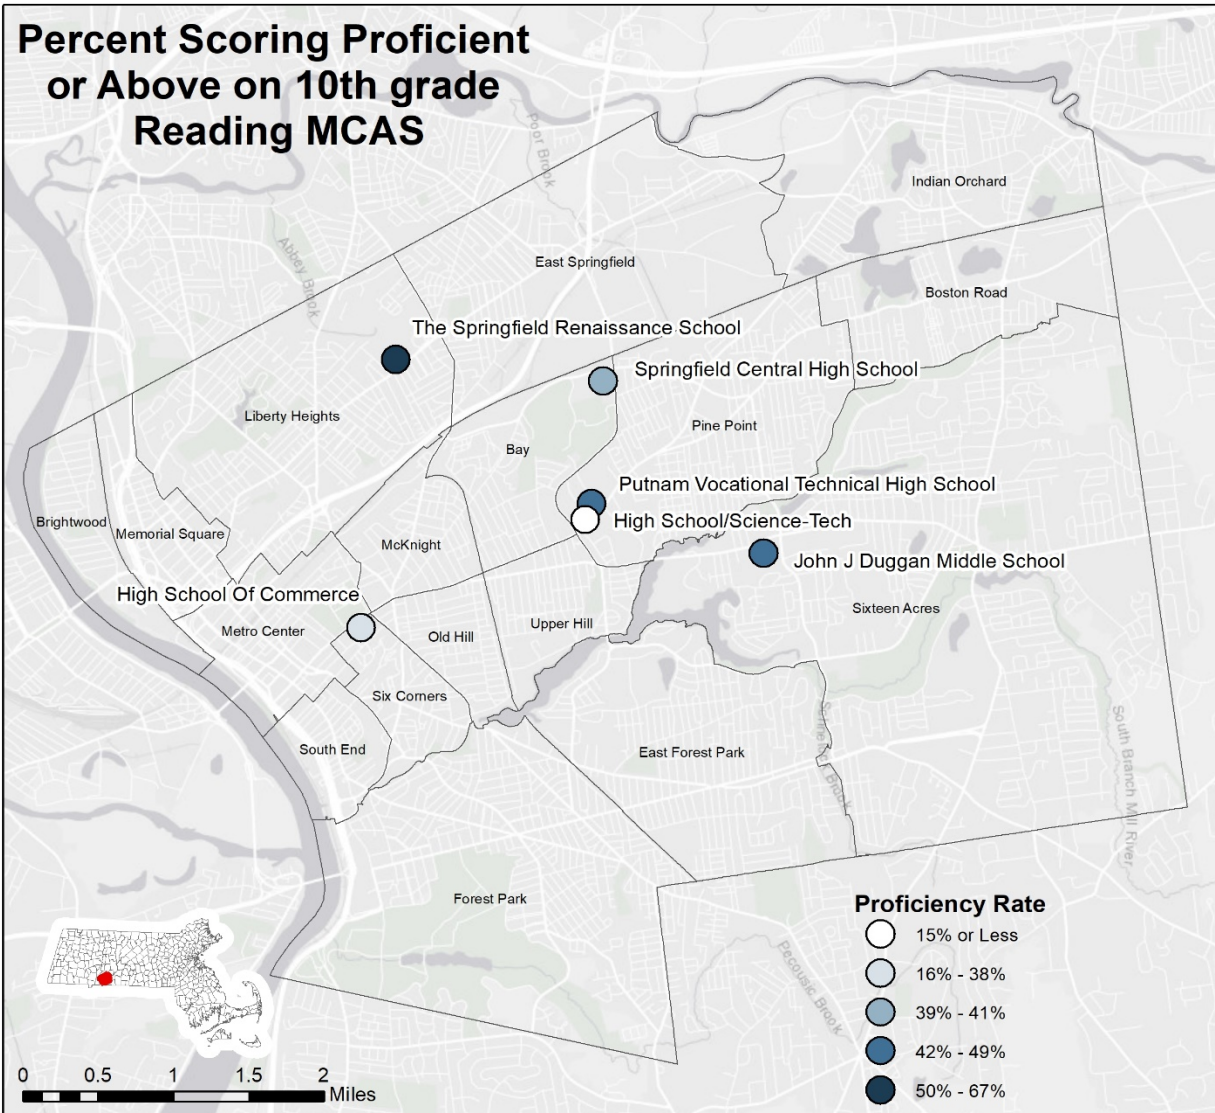 Percent Scoring Proficient
or Above on 10th grade
Reading MCAS
Poor Brook
Indian Orchard
Abbey Brook
East Springfield
Boston Road
The Springfield Renaissance School
Springfield Central High School
Liberty Heights
Pine Point
Bay
Putnam Vocational Technical High School
Brightwood
Memorial Square
High School/Science-Tech
McKnight
John J Duggan Middle School
High School Of Commerce
Sixteen Acres
Metro Center
Old Hill
Upper Hill
Six Corners
South End
East Forest Park
South Branch Mill River
Forest Park
Pecousic Brook
Proficiency Rate
15% or Less
16% - 38%
39% - 41%
42% - 49%
50% - 67%
0 0.5 1 1.5 2
Miles